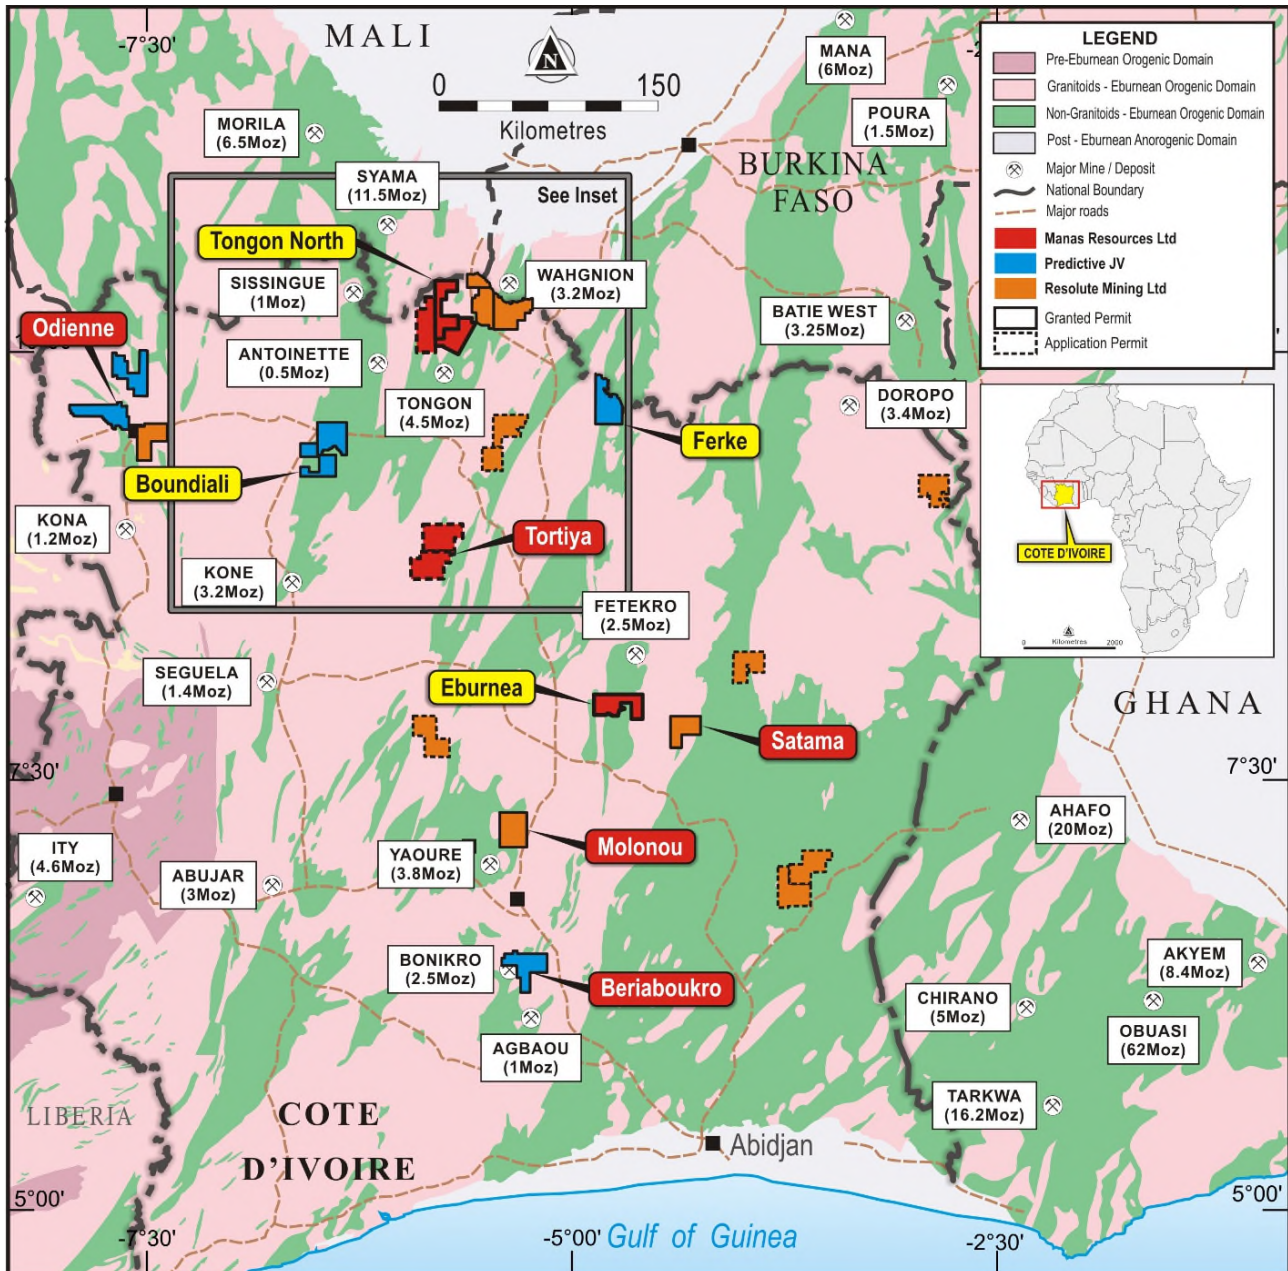 -7°30'
MALI
N
0
150
Kilometres
MANA
(6Moz)
POURA
(1.5Moz)
LEGEND
Pre-Eburnean Orogenic Domain
Granitoids - Eburnean Orogenic Domain
Non-Granitoids - Eburnean Orogenic Domain
Post - Eburnean Anorogenic Domain
Major Mine / Deposit
National Boundary
Major roads
Manas Resources Ltd
Predictive JV
Resolute Mining Ltd
Granted Permit
Application Permit
MORILA
(6.5Moz)
BURKINA
FASO
SYAMA
(11.5Moz)
See Inset
Tongon North
SISSINGUE
(1Moz)
WAHGNION
(3.2Moz)
BATIE WEST
(3.25Moz)
Odienne
ANTOINETTE
(0.5Moz)
TONGON
(4.5Moz)
DOROPO
(3.4Moz)
Ferke
Boundiali
KONA
(1.2Moz)
Tortiya
COTE D'IVOIRE
KONE
(3.2Moz)
FETEKRO
(2.5Moz)
0
N
Kilometres
2000
SEGUELA
(1.4Moz)
Eburnea
GHANA
Satama
7°30'
7°30'
AHAFO
(20Moz)
Molonou
ITY
(4.6Moz)
YAOURE
(3.8Moz)
ABUJAR
(3Moz)
BONIKRO
(2.5Moz)
AKYEM
(8.4Moz)
Beriaboukro
CHIRANO
(5Moz)
OBUASI
(62Moz)
AGBAOU
(1Moz)
TARKWA
(16.2Moz)
LIBERIA
COTE
D'IVOIRE
Abidjan
5°00'
5°00'
-7°30'
-5°00'
Gulf of Guinea
-2°30'